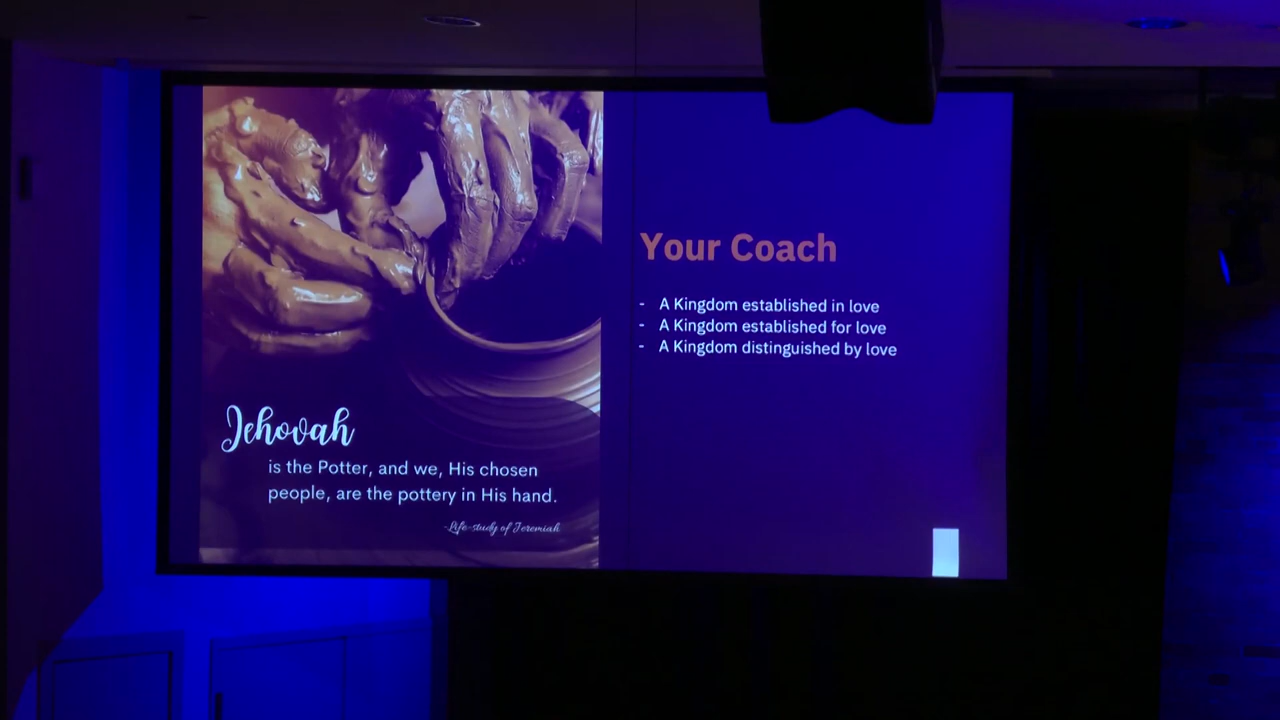 Jehovah
is the Potter, and we, His chosen
people, are the pottery in His hand.
-Life-study of Jeremiah
Your Coach
- A Kingdom established in love
- A Kingdom established for love
- A Kingdom distinguished by love